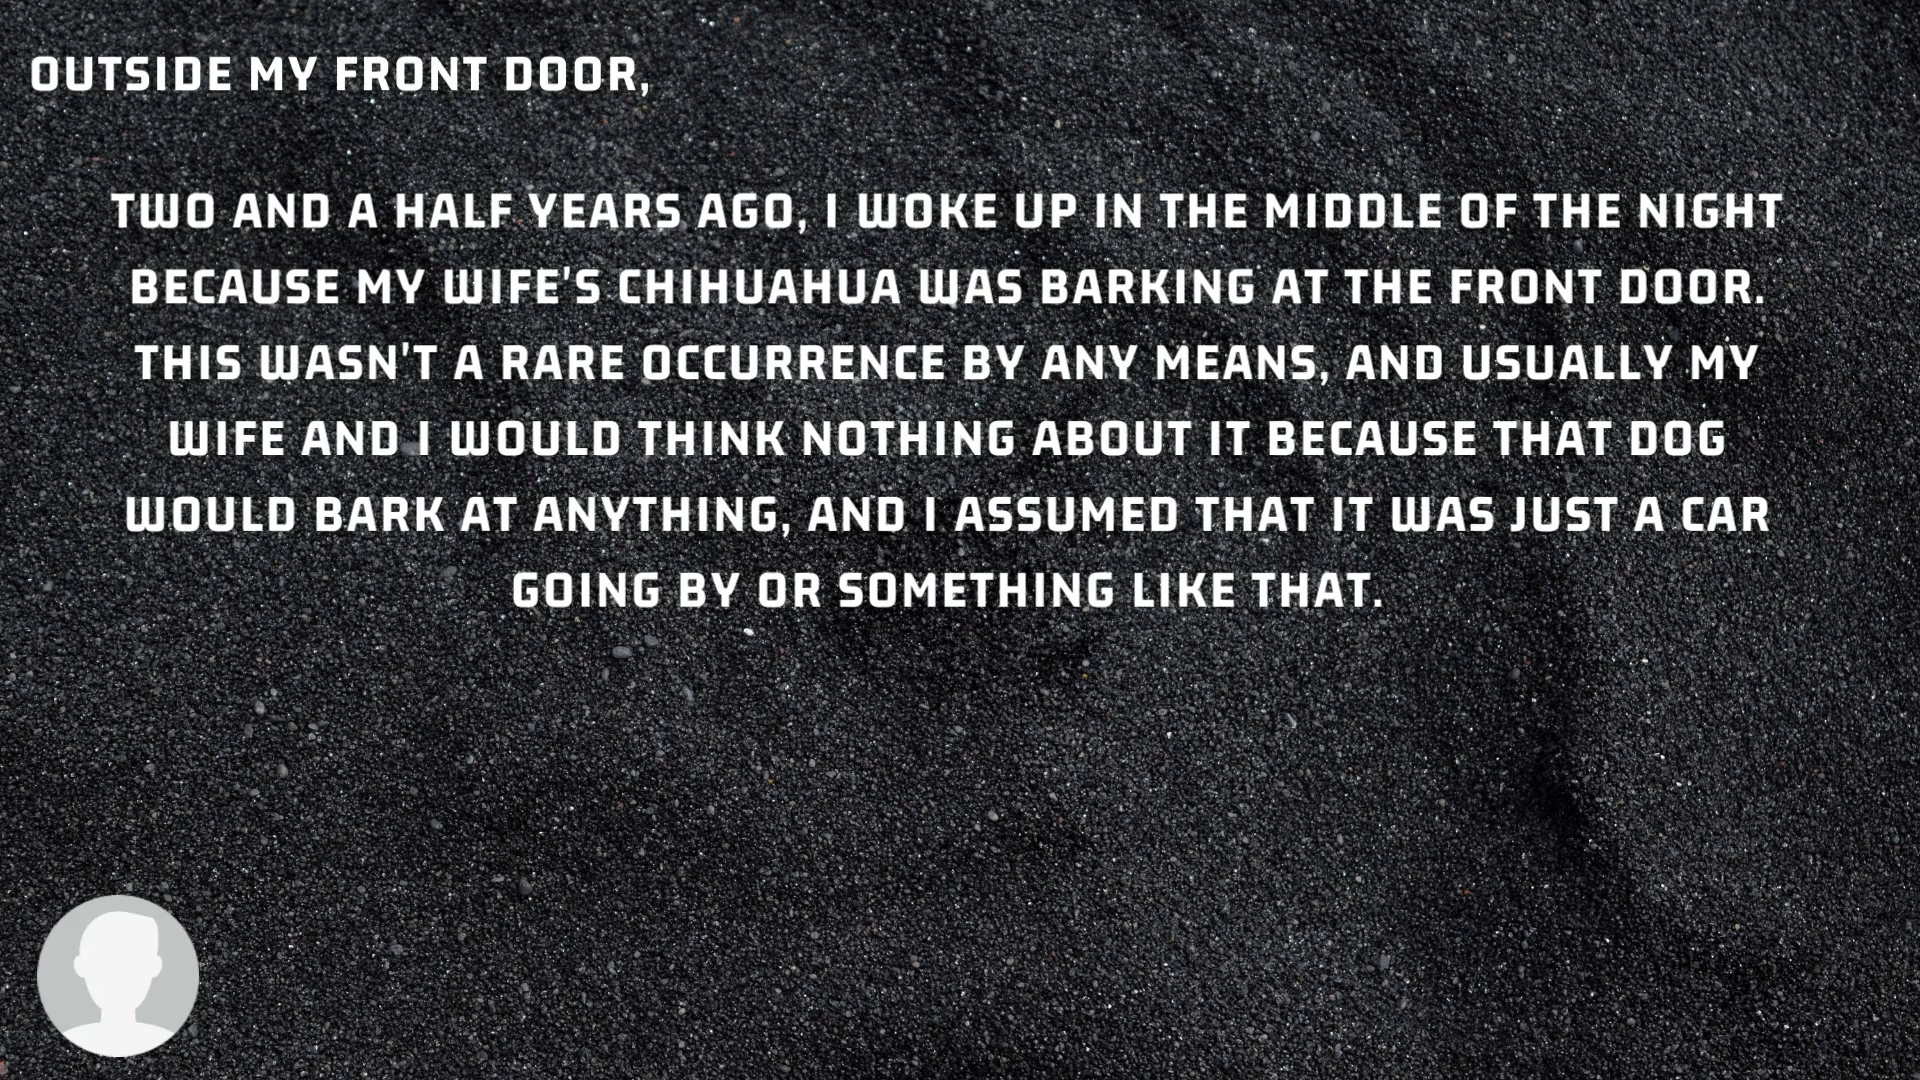 OUTSIDE MY FRONT DOOR,
TWO AND A HALF YEARS AGO, I WOKE UP IN THE MIDDLE OF THE NIGHT
BECAUSE MY WIFE'S CHIHUAHUA WAS BARKING AT THE FRONT DOOR.
THIS WASN'T A RARE OCCURRENCE BY ANY MEANS, AND USUALLY MY
WIFE AND I WOULD THINK NOTHING ABOUT IT BECAUSE THAT DOG
WOULD BARK AT ANYTHING, AND I ASSUMED THAT IT WAS JUST A CAR
GOING BY OR SOMETHING LIKE THAT.